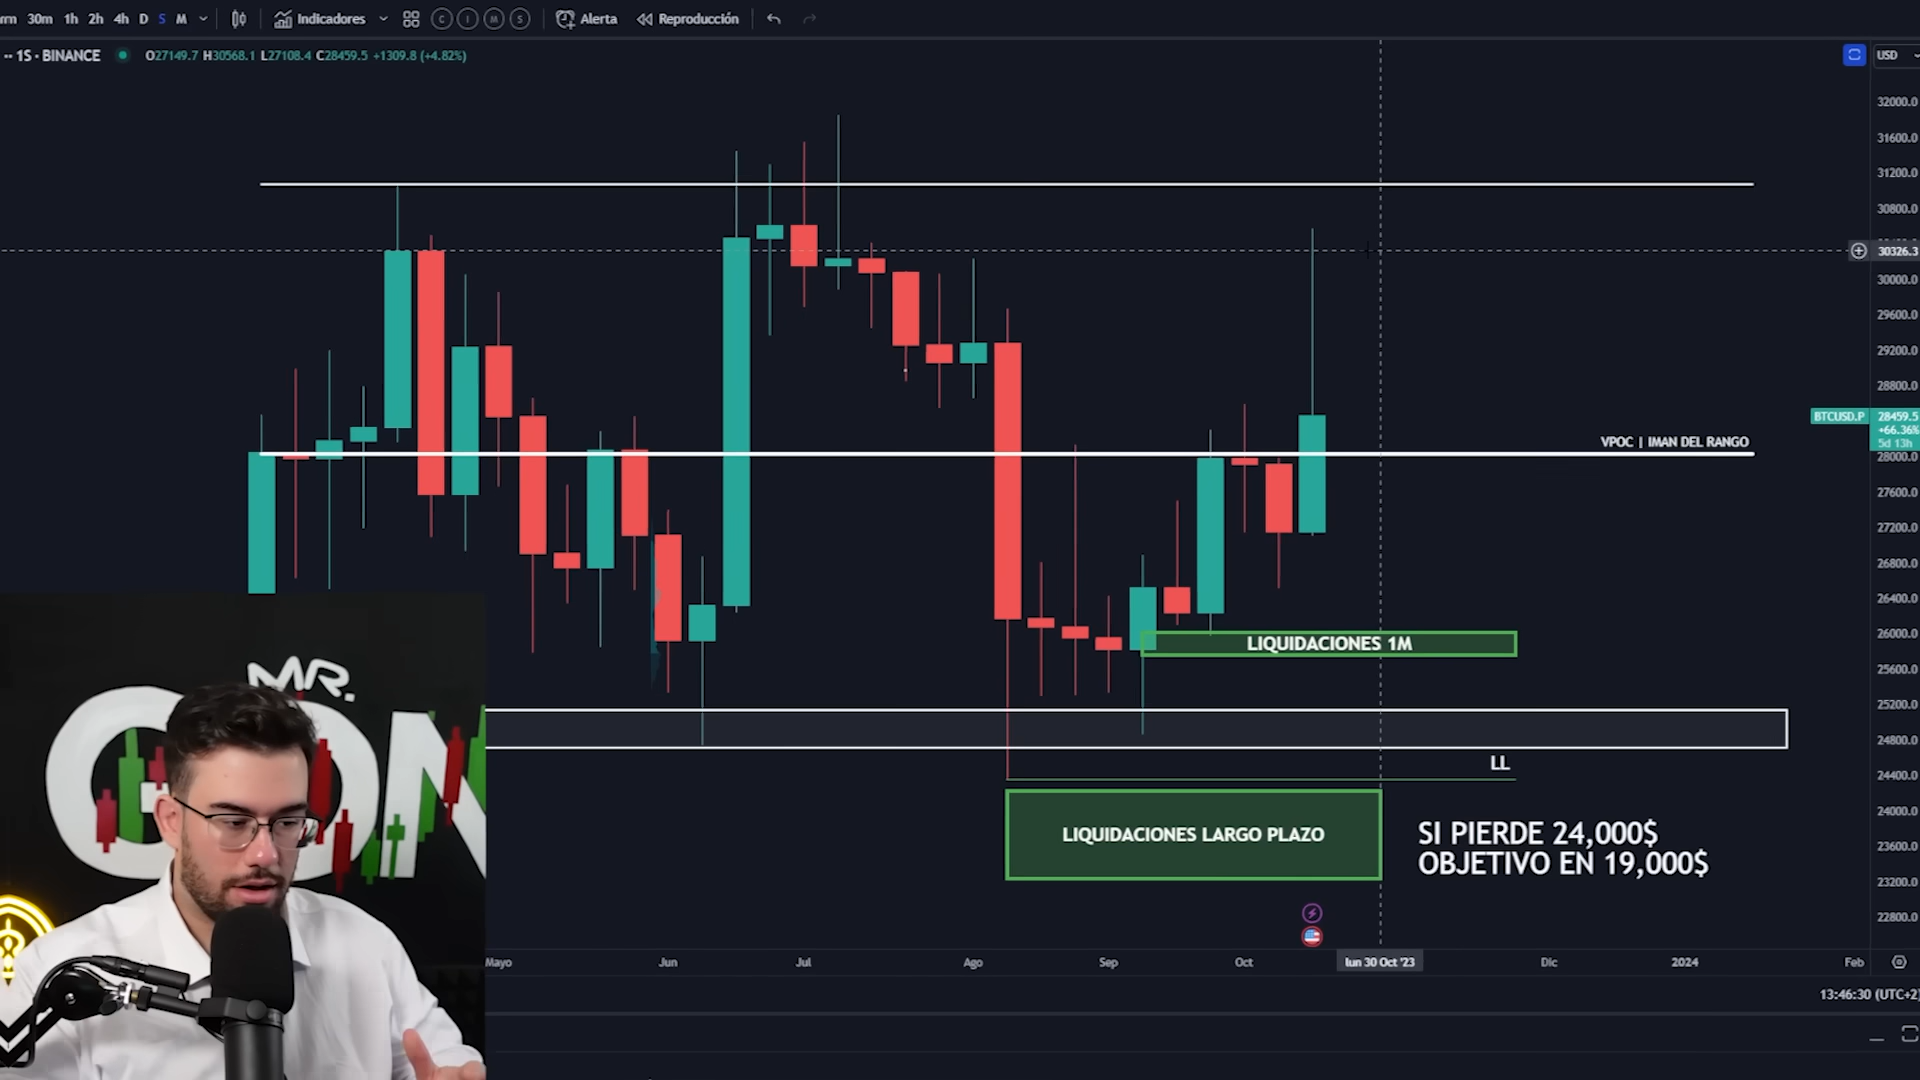 30m 1h 2h 4h D S M Indicadores C I M S Alerta Reproducción
1S · BINANCE O27149.7 H30568.1 L27108.4 C28459.5 +1309.8 (+4.82%)
USD
32000.0
31600.0
31200.0
30800.0
30326.3
30000.0
29600.0
29200.0
28800.0
BTCUSD.P 28459.5
+66.36%
5d 13h
VPOC | IMAN DEL RANGO
28000.0
27600.0
27200.0
26800.0
26400.0
26000.0
LIQUIDACIONES 1M
25600.0
25200.0
24800.0
LL
24400.0
24000.0
LIQUIDACIONES LARGO PLAZO
SI PIERDE 24,000$
OBJETIVO EN 19,000$
23600.0
23200.0
22800.0
MR.
CON
Mayo Jun Jul Ago Sep Oct lun 30 Oct '23 Dic 2024 Feb
13:46:30 (UTC+2)